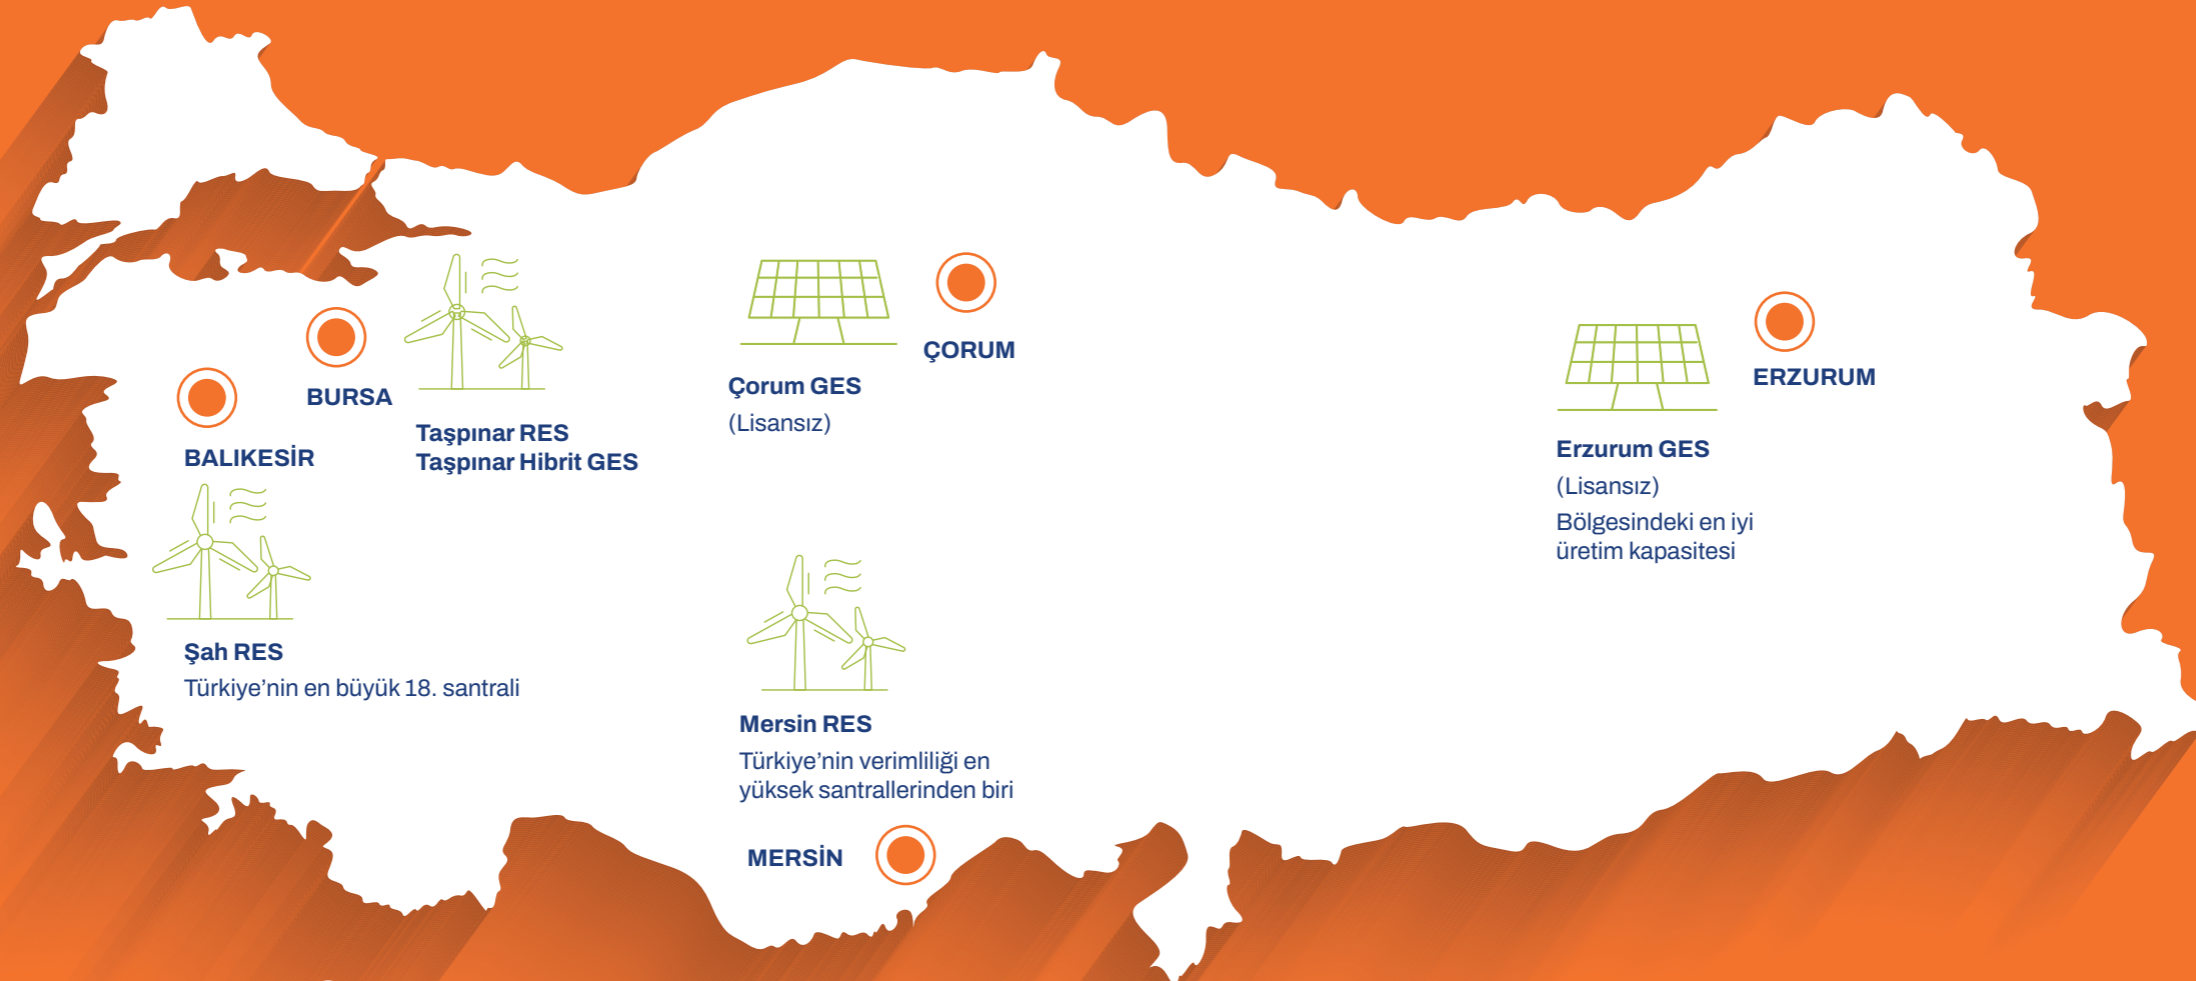 BURSA
Taşpınar RES
Taşpınar Hibrit GES
BALIKESİR
Şah RES
Türkiye’nin en büyük 18. santrali
ÇORUM
Çorum GES
(Lisansız)
Mersin RES
Türkiye’nin verimliliği en
yüksek santrallerinden biri
MERSİN
ERZURUM
Erzurum GES
(Lisansız)
Bölgesindeki en iyi
üretim kapasitesi